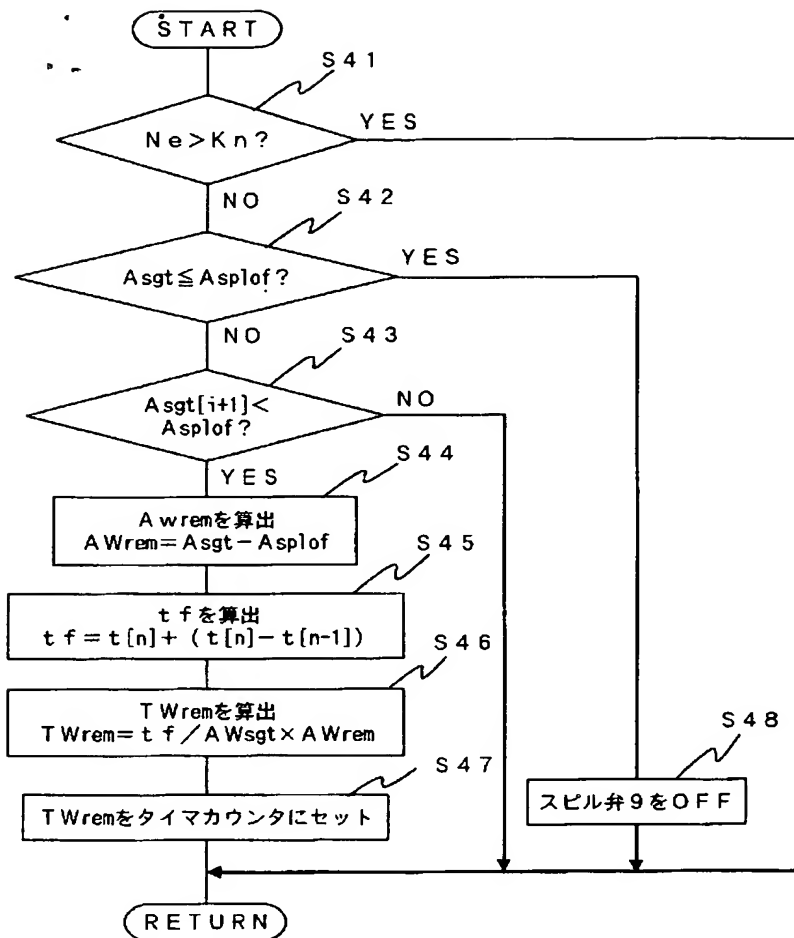 START
S41
Ne>Kn?
YES
NO
S42
Asgt≦Asplof?
YES
NO
S43
Asgt[i+1]<
Asplof?
NO
YES
S44
Awremを算出
AWrem=Asgt-Asplof
S45
tfを算出
tf=t[n]+(t[n]-t[n-1])
S46
TWremを算出
TWrem=tf/AWsgt×AWrem
S47
TWremをタイマカウンタにセット
S48
スピル弁9をOFF
RETURN